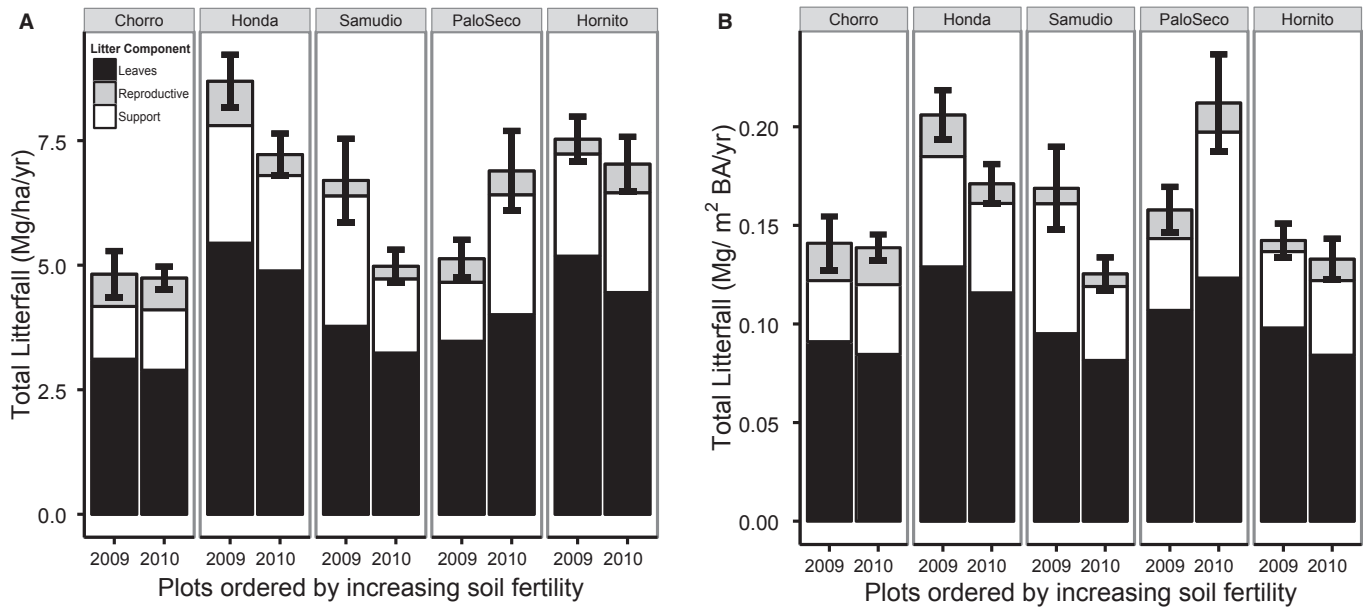 A
Chorro Honda Samudio PaloSeco Hornito
Litter Component
Leaves
Reproductive
Support
Total Litterfall (Mg/ha/yr)
7.5
5.0
2.5
0.0
2009 2010 2009 2010 2009 2010 2009 2010 2009 2010
Plots ordered by increasing soil fertility
B
Chorro Honda Samudio PaloSeco Hornito
Total Litterfall (Mg/ m² BA/yr)
0.20
0.15
0.10
0.05
0.00
2009 2010 2009 2010 2009 2010 2009 2010 2009 2010
Plots ordered by increasing soil fertility